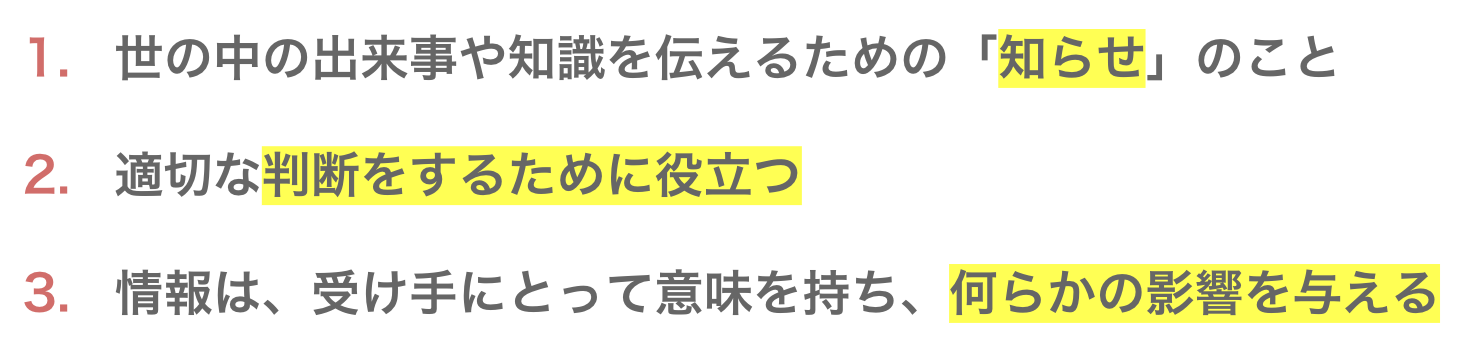 1. 世の中の出来事や知識を伝えるための「知らせ」のこと
2. 適切な判断をするために役立つ
3. 情報は、受け手にとって意味を持ち、何らかの影響を与える